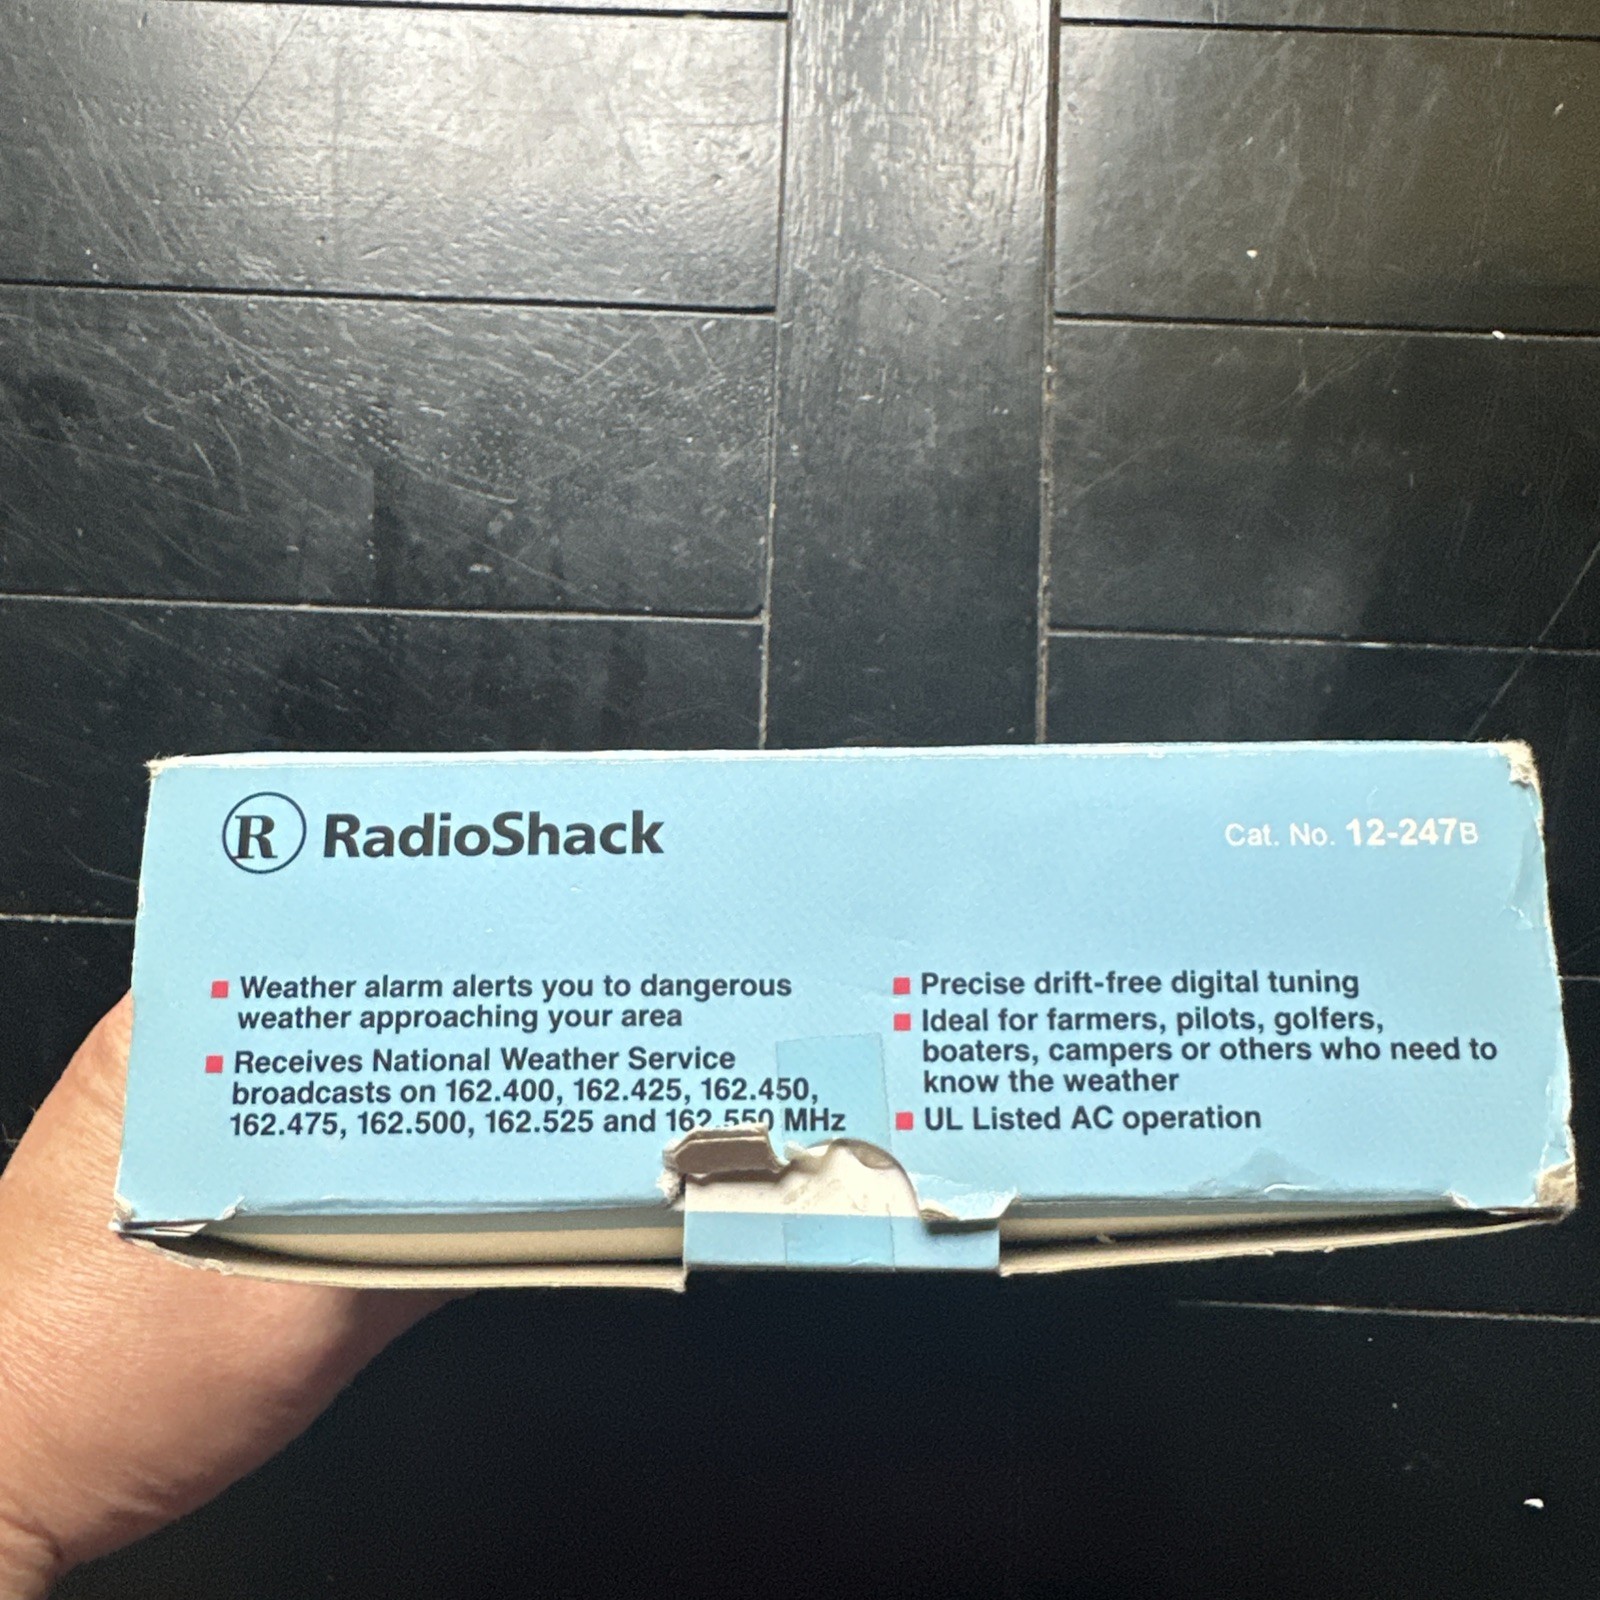 R RadioShack
Cat. No. 12-247B
■ Weather alarm alerts you to dangerous
weather approaching your area
■ Receives National Weather Service
broadcasts on 162.400, 162.425, 162.450,
162.475, 162.500, 162.525 and 162.550 MHz
■ Precise drift-free digital tuning
■ Ideal for farmers, pilots, golfers,
boaters, campers or others who need to
know the weather
■ UL Listed AC operation